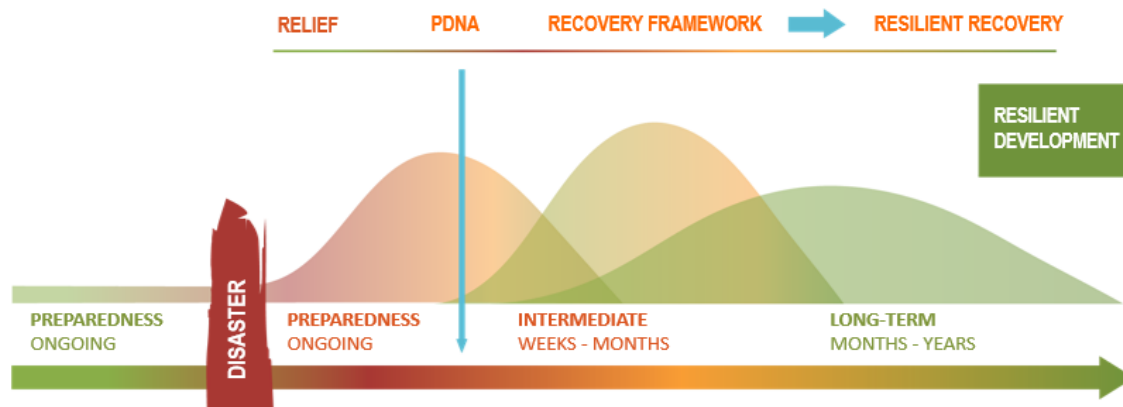 RELIEF
PDNA
RECOVERY FRAMEWORK
RESILIENT RECOVERY
RESILIENT
DEVELOPMENT
DISASTER
PREPAREDNESS
ONGOING
PREPAREDNESS
ONGOING
INTERMEDIATE
WEEKS - MONTHS
LONG-TERM
MONTHS - YEARS